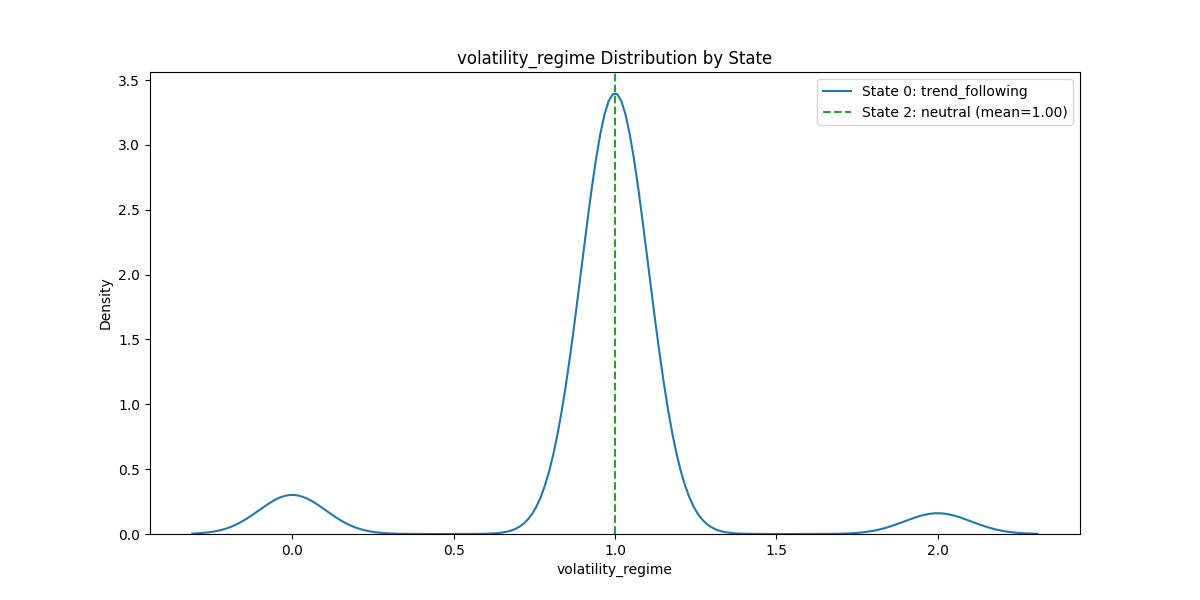 volatility_regime Distribution by State
State 0: trend_following
State 2: neutral (mean=1.00)
3.5
3.0
2.5
2.0
1.5
1.0
0.5
0.0
Density
0.0 0.5 1.0 1.5 2.0
volatility_regime